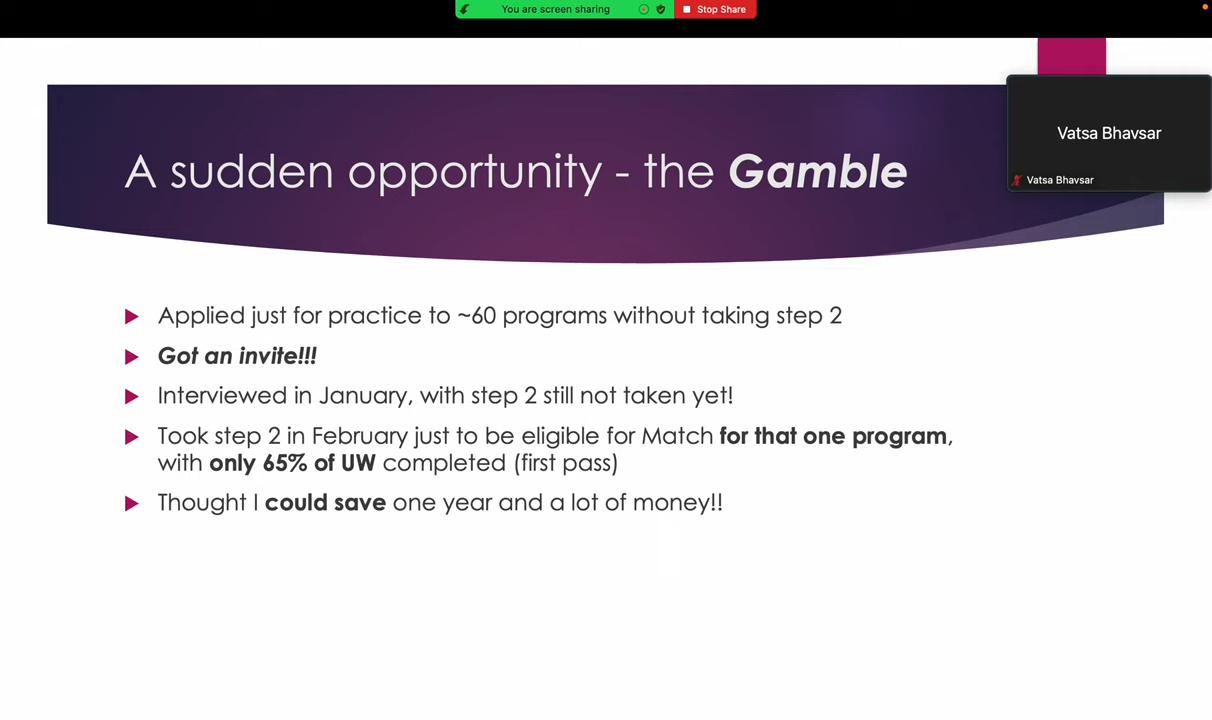 You are screen sharing
Stop Share
Vatsa Bhavsar
Vatsa Bhavsar
A sudden opportunity - the Gamble
Applied just for practice to ~60 programs without taking step 2
Got an invite!!!
Interviewed in January, with step 2 still not taken yet!
Took step 2 in February just to be eligible for Match for that one program,
with only 65% of UW completed (first pass)
Thought I could save one year and a lot of money!!